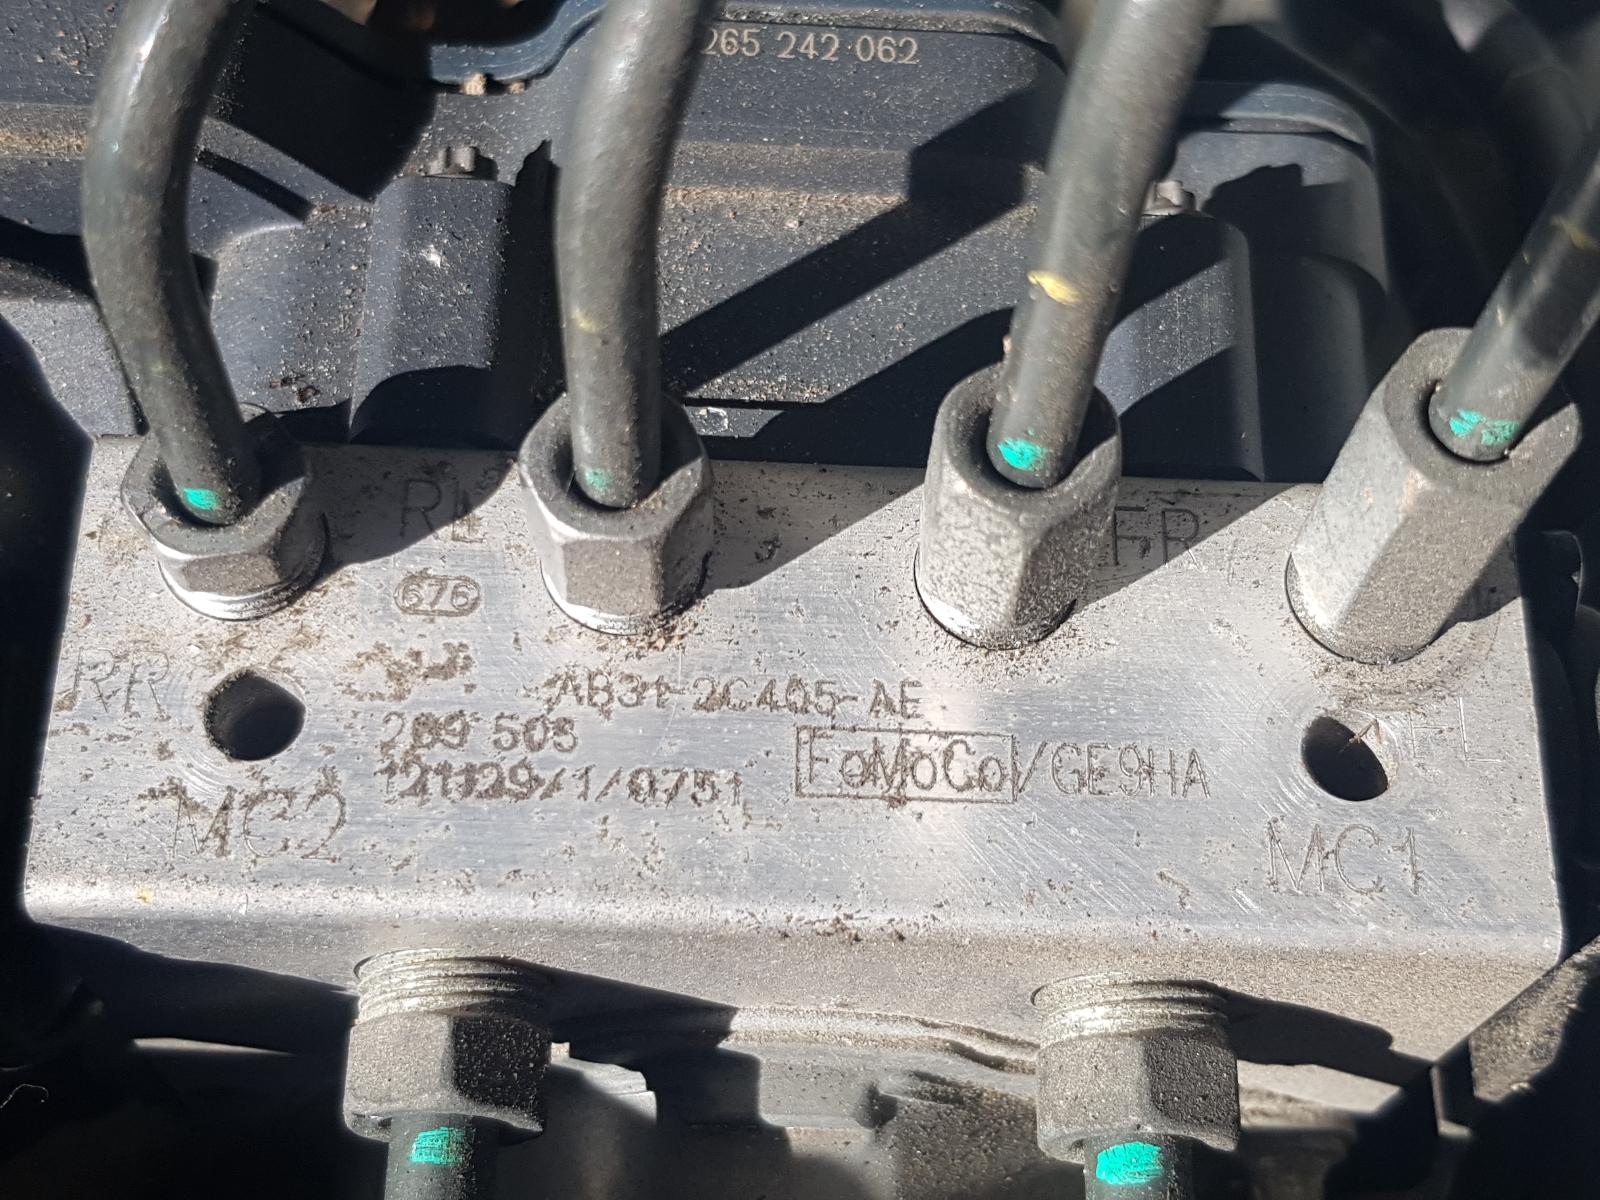 265 242 062
RL
FR
676
RR
AB31-2C405-AE
289 503
FoMoCo/GE9HA
FL
121129/1/0751
MC2
MC1